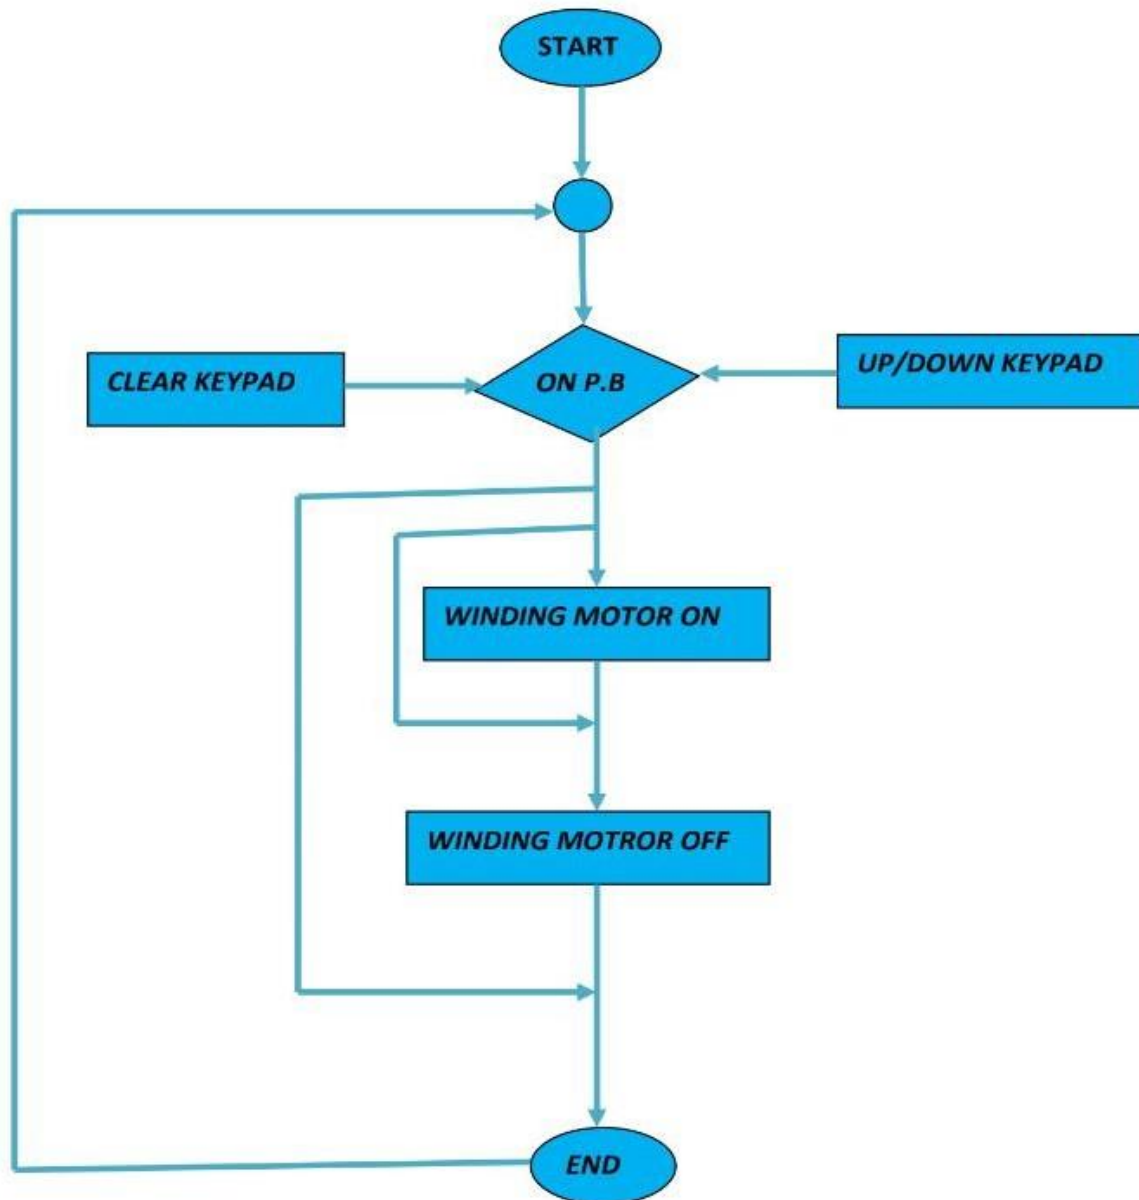 START
CLEAR KEYPAD
ON P.B
UP/DOWN KEYPAD
WINDING MOTOR ON
WINDING MOTROR OFF
END